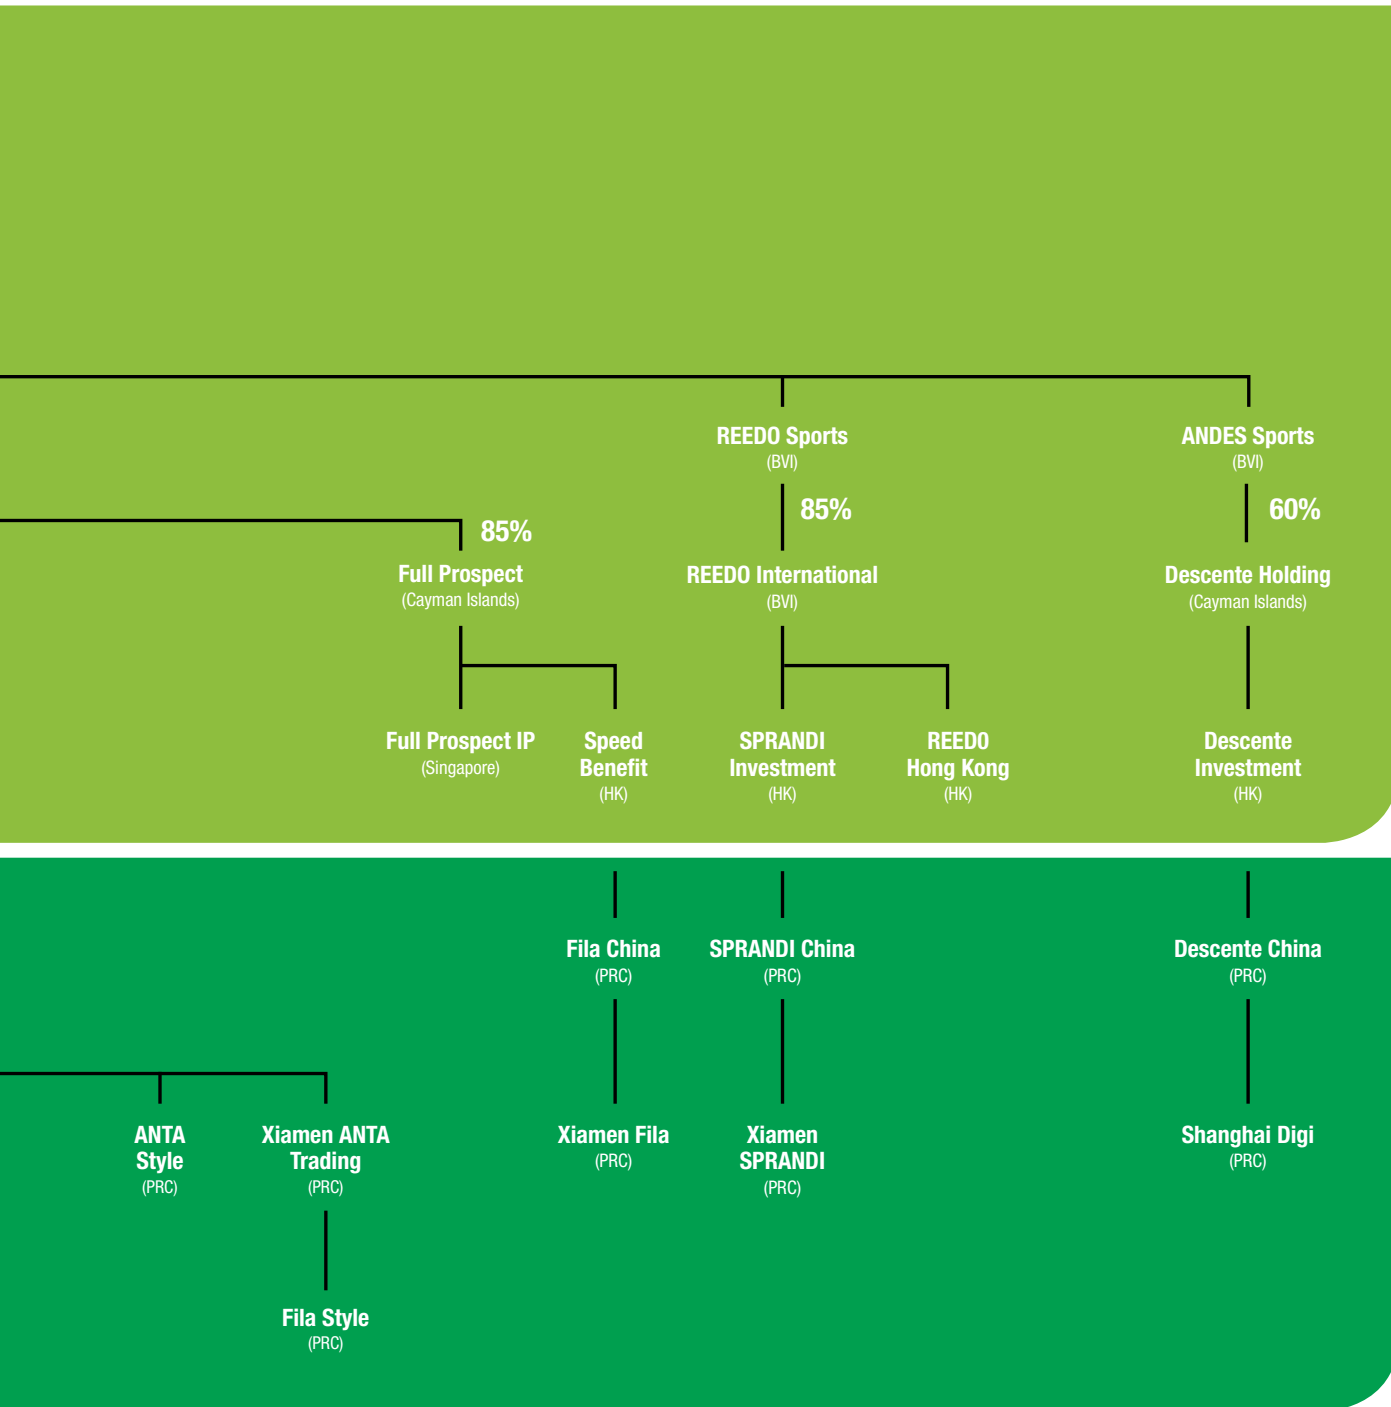 REEDO Sports
(BVI)
ANDES Sports
(BVI)
85%
85%
60%
Full Prospect
(Cayman Islands)
REEDO International
(BVI)
Descente Holding
(Cayman Islands)
Full Prospect IP
(Singapore)
Speed
Benefit
(HK)
SPRANDI
Investment
(HK)
REEDO
Hong Kong
(HK)
Descente
Investment
(HK)
Fila China
(PRC)
SPRANDI China
(PRC)
Descente China
(PRC)
ANTA
Style
(PRC)
Xiamen ANTA
Trading
(PRC)
Xiamen Fila
(PRC)
Xiamen
SPRANDI
(PRC)
Shanghai Digi
(PRC)
Fila Style
(PRC)